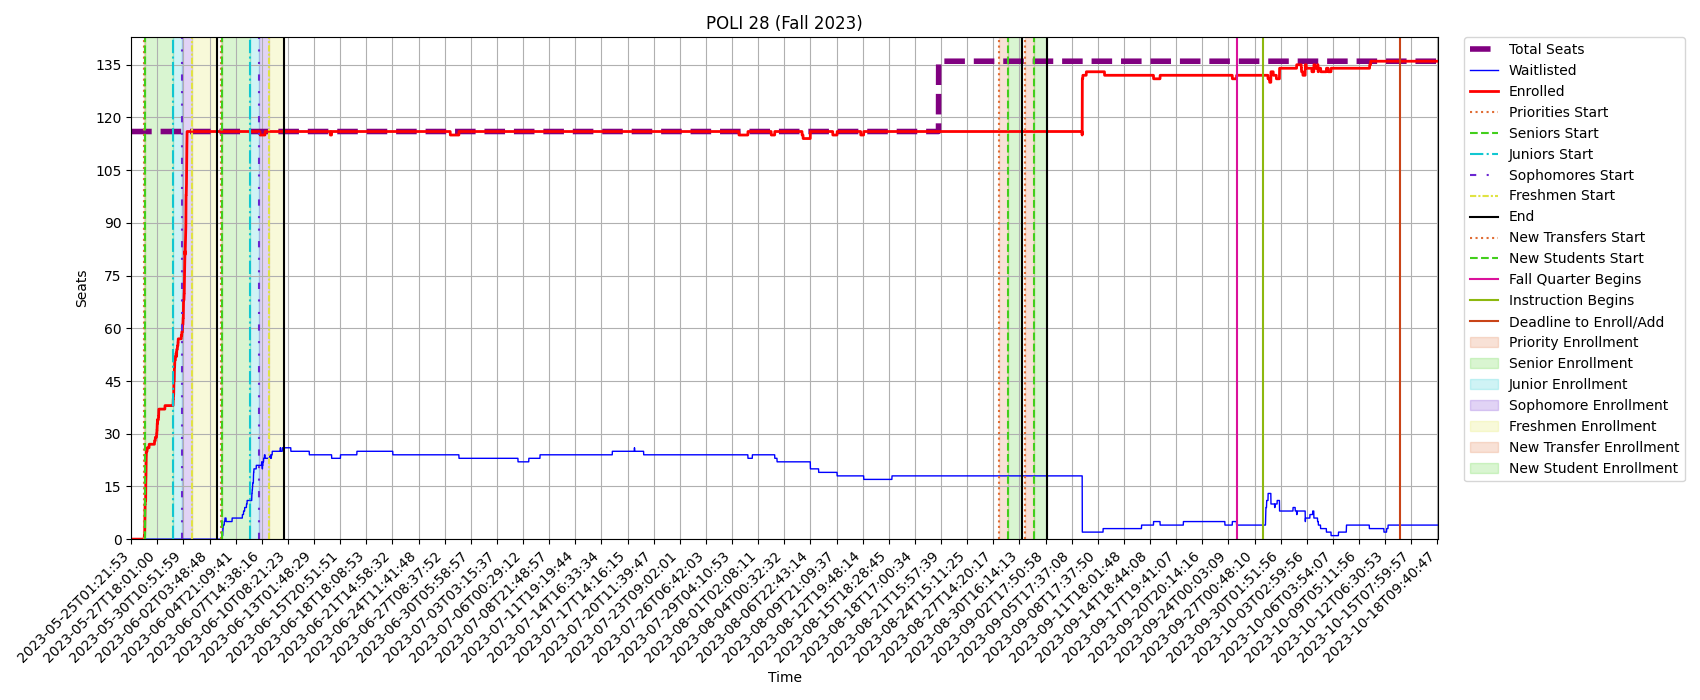 POLI 28 (Fall 2023)
Seats
135
120
105
90
75
60
45
30
15
0
2023-05-25T01:21:53
2023-05-27T18:01:00
2023-05-30T10:51:59
2023-06-02T03:48:48
2023-06-04T21:09:41
2023-06-07T14:38:16
2023-06-10T08:21:23
2023-06-13T01:48:29
2023-06-15T20:51:51
2023-06-18T18:08:53
2023-06-21T14:58:32
2023-06-24T11:41:48
2023-06-27T08:37:52
2023-06-30T05:58:57
2023-07-03T03:15:37
2023-07-06T00:29:12
2023-07-08T21:48:57
2023-07-11T19:19:44
2023-07-14T16:33:34
2023-07-17T14:16:15
2023-07-20T11:39:47
2023-07-23T09:02:01
2023-07-26T06:42:03
2023-07-29T04:10:53
2023-08-01T02:08:11
2023-08-04T00:32:32
2023-08-06T22:43:14
2023-08-09T21:09:37
2023-08-12T19:48:14
2023-08-15T18:28:45
2023-08-18T17:00:34
2023-08-21T15:57:39
2023-08-24T15:11:25
2023-08-27T14:20:17
2023-08-30T16:14:13
2023-09-02T17:50:58
2023-09-05T17:37:08
2023-09-08T17:37:50
2023-09-11T18:01:48
2023-09-14T18:44:08
2023-09-17T19:41:07
2023-09-20T20:14:16
2023-09-24T00:03:09
2023-09-27T00:48:10
2023-09-30T01:51:56
2023-10-03T02:59:56
2023-10-06T03:54:07
2023-10-09T05:11:56
2023-10-12T06:30:53
2023-10-15T07:59:57
2023-10-18T09:40:47
Time
Total Seats
Waitlisted
Enrolled
Priorities Start
Seniors Start
Juniors Start
Sophomores Start
Freshmen Start
End
New Transfers Start
New Students Start
Fall Quarter Begins
Instruction Begins
Deadline to Enroll/Add
Priority Enrollment
Senior Enrollment
Junior Enrollment
Sophomore Enrollment
Freshmen Enrollment
New Transfer Enrollment
New Student Enrollment